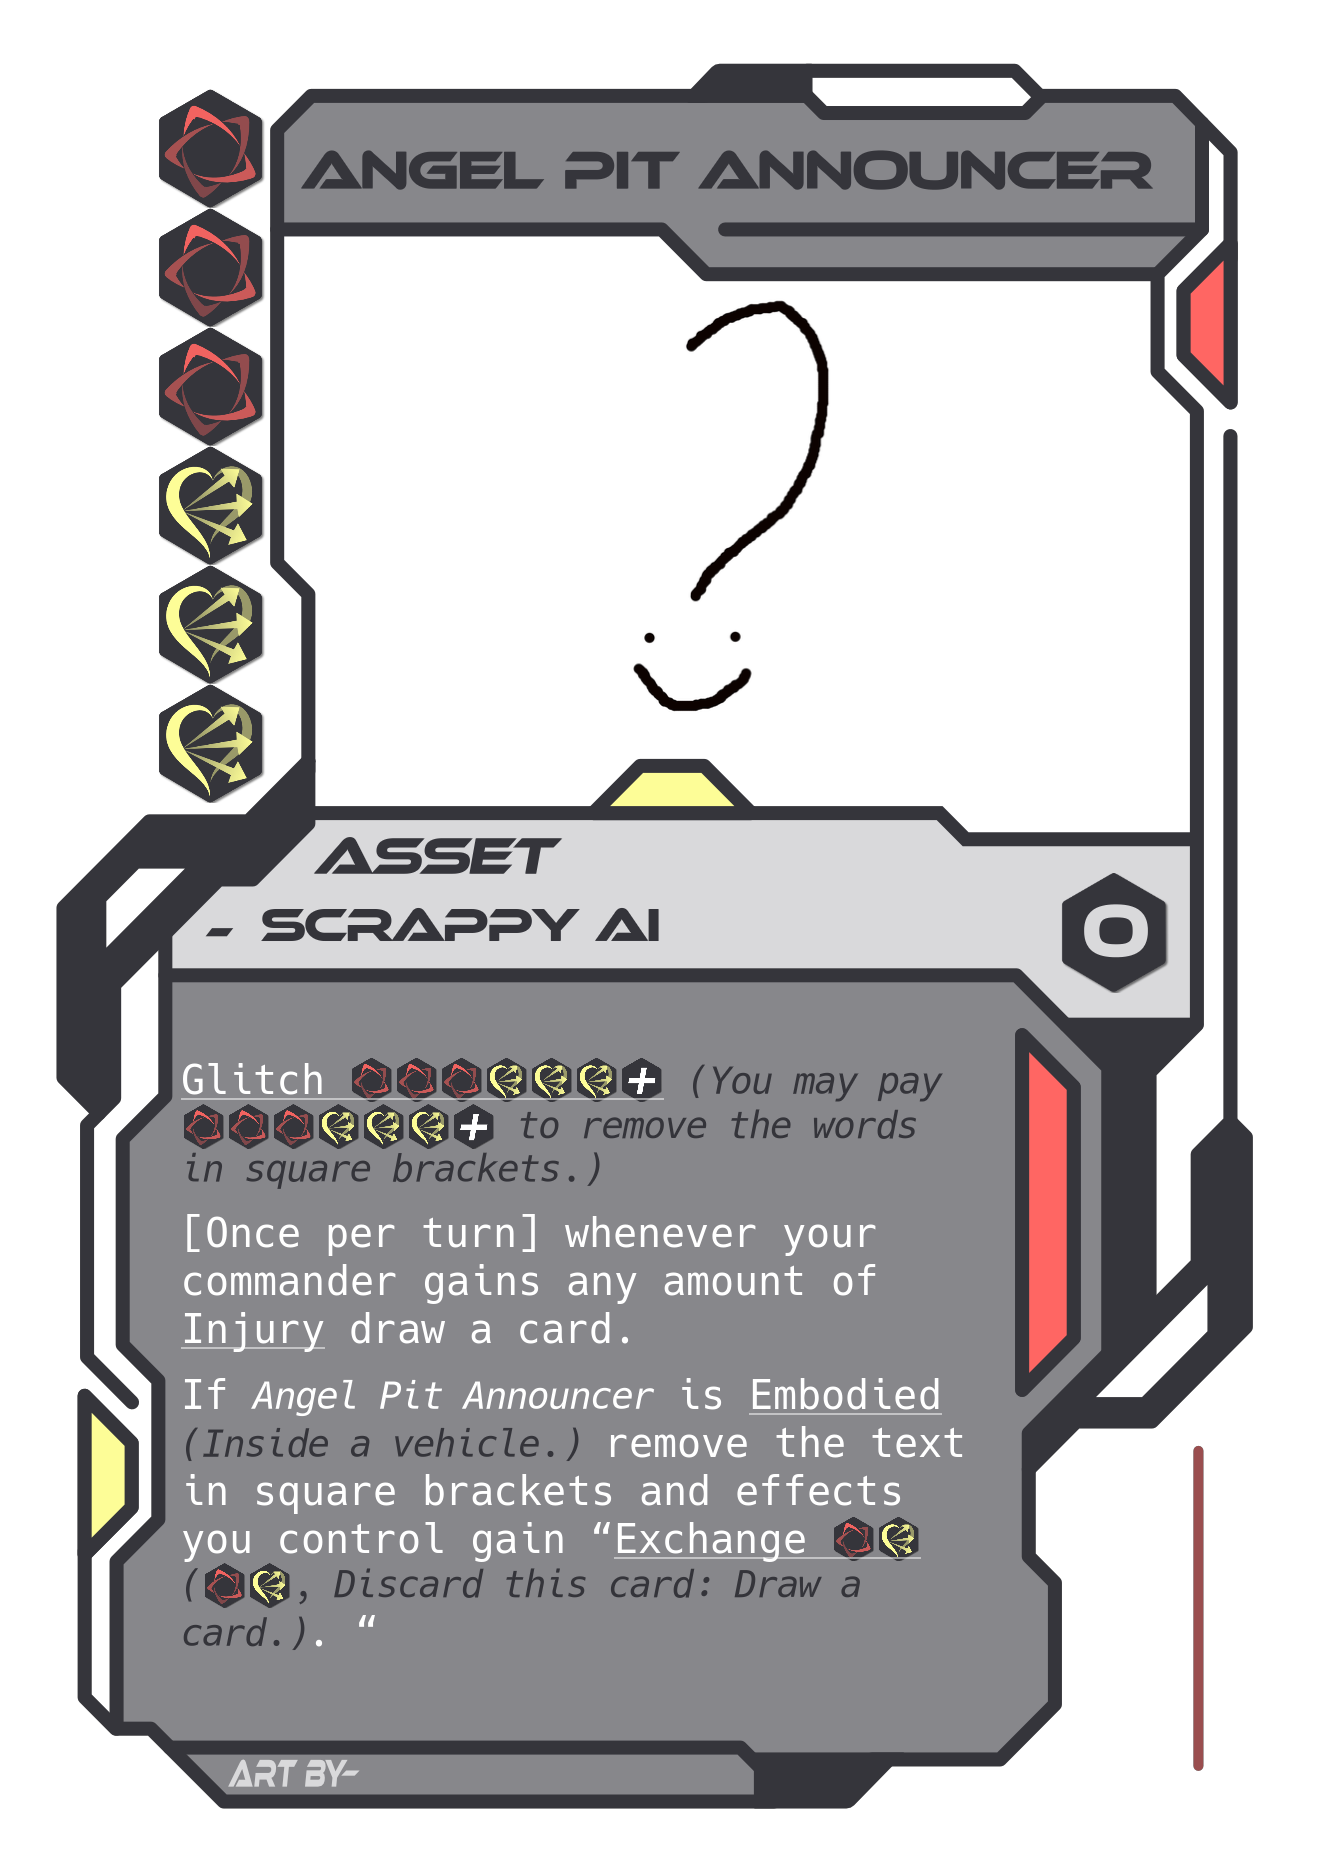 ANGEL PIT ANNOUNCER
ASSET
- SCRAPPY AI
0
Glitch + (You may pay
+ to remove the words
in square brackets.)
[Once per turn] whenever your
commander gains any amount of
Injury draw a card.
If Angel Pit Announcer is Embodied
(Inside a vehicle.) remove the text
in square brackets and effects
you control gain “Exchange
( , Discard this card: Draw a
card.). “
ART BY-